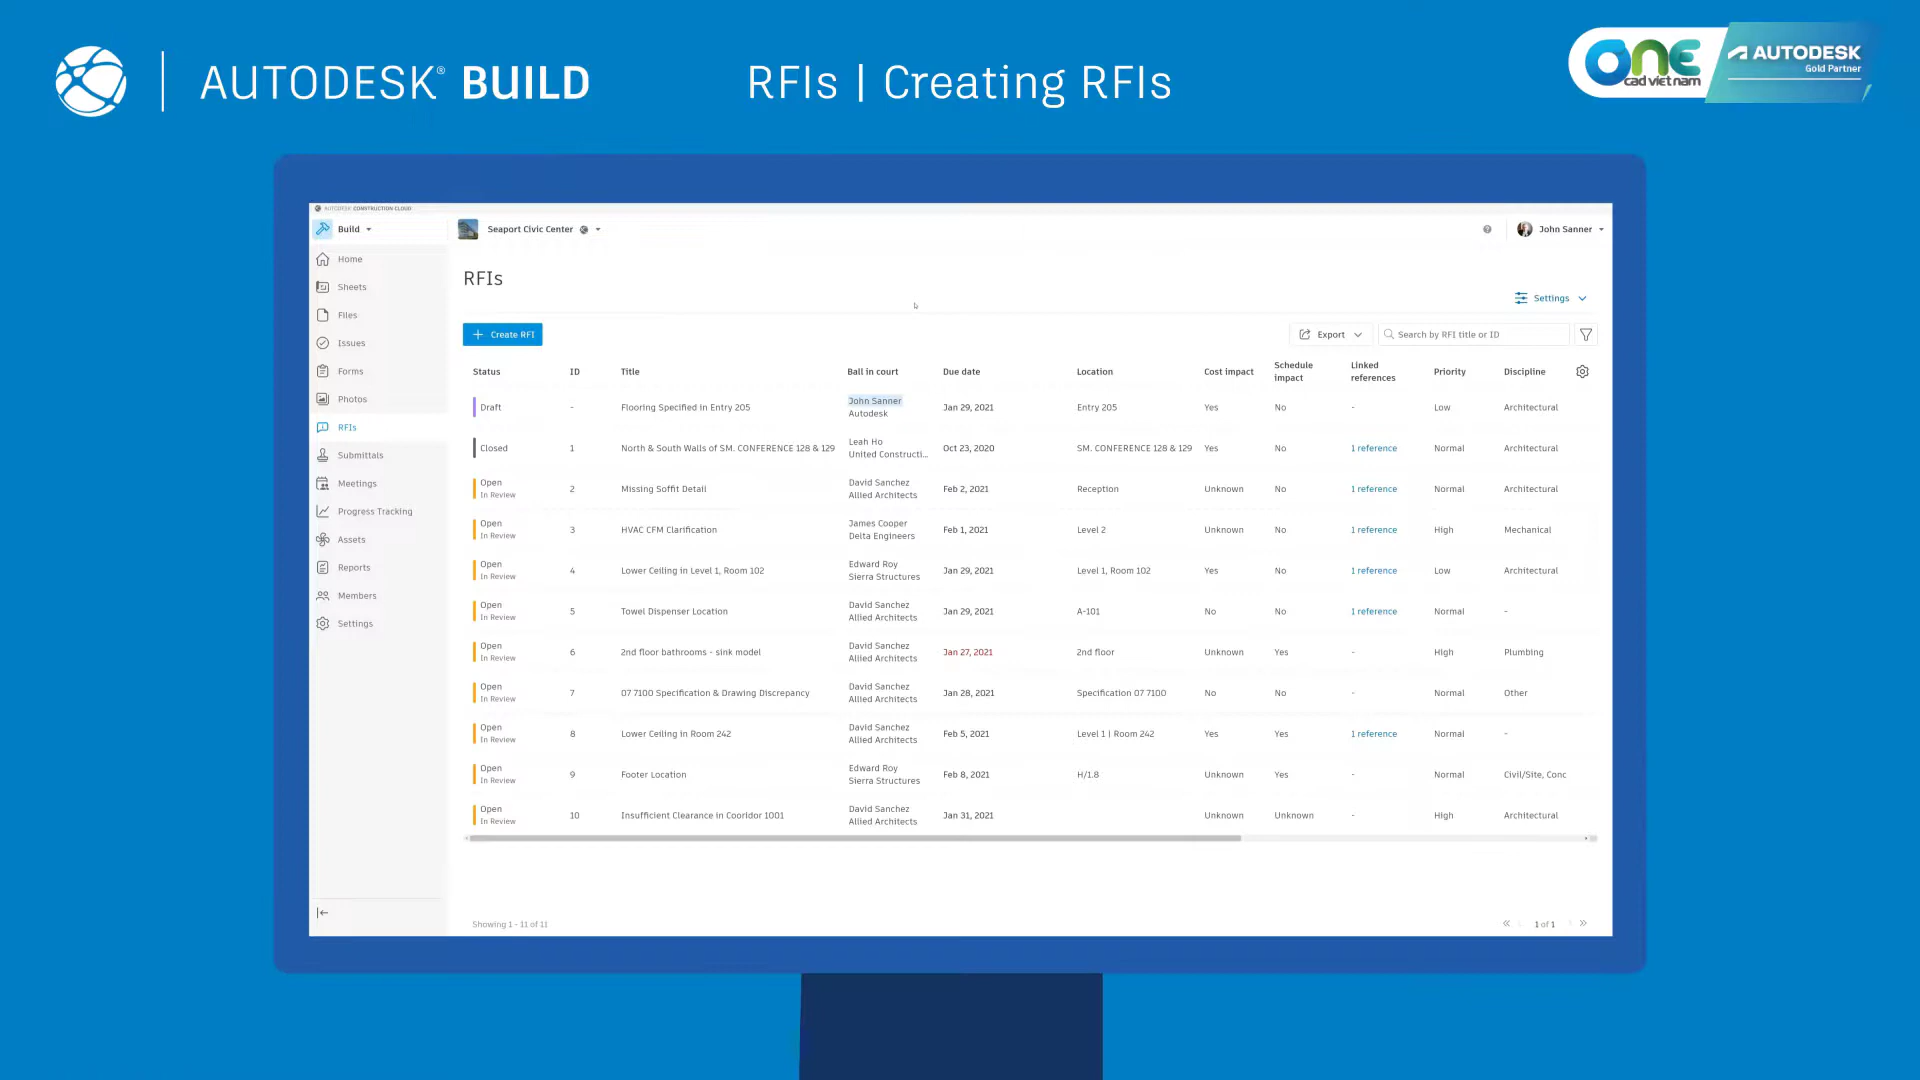 AUTODESK® BUILD
RFIs | Creating RFIs
one
cad viet nam
AUTODESK
Gold Partner
AUTODESK CONSTRUCTION CLOUD
Build
Seaport Civic Center
John Sanner
Home
Sheets
Files
Issues
Forms
Photos
RFIs
Submittals
Meetings
Progress Tracking
Assets
Reports
Members
Settings
RFIs
Settings
Create RFI
Export
Search by RFI title or ID
Status ID Title Ball in court Due date Location Cost impact Schedule impact Linked references Priority Discipline
Draft - Flooring Specified in Entry 205 John Sanner Autodesk Jan 29, 2021 Entry 205 Yes No - Low Architectural
Closed 1 North & South Walls of SM. CONFERENCE 128 & 129 Leah Ho United Constructi... Oct 23, 2020 SM. CONFERENCE 128 & 129 Yes No 1 reference Normal Architectural
Open In Review 2 Missing Soffit Detail David Sanchez Allied Architects Feb 2, 2021 Reception Unknown No 1 reference Normal Architectural
Open In Review 3 HVAC CFM Clarification James Cooper Delta Engineers Feb 1, 2021 Level 2 Unknown No 1 reference High Mechanical
Open In Review 4 Lower Ceiling in Level 1, Room 102 Edward Roy Sierra Structures Jan 29, 2021 Level 1, Room 102 Yes No 1 reference Low Architectural
Open In Review 5 Towel Dispenser Location David Sanchez Allied Architects Jan 29, 2021 A-101 No No 1 reference Normal -
Open In Review 6 2nd floor bathrooms - sink model David Sanchez Allied Architects Jan 27, 2021 2nd floor Unknown Yes - High Plumbing
Open In Review 7 07 7100 Specification & Drawing Discrepancy David Sanchez Allied Architects Jan 28, 2021 Specification 07 7100 No No - Normal Other
Open In Review 8 Lower Ceiling in Room 242 David Sanchez Allied Architects Feb 5, 2021 Level 1 | Room 242 Yes Yes 1 reference Normal -
Open In Review 9 Footer Location Edward Roy Sierra Structures Feb 8, 2021 H/1.8 Unknown Yes - Normal Civil/Site, Conc
Open In Review 10 Insufficient Clearance in Cooridor 1001 David Sanchez Allied Architects Jan 31, 2021 Unknown Unknown - High Architectural
Showing 1 - 11 of 11
1 of 1